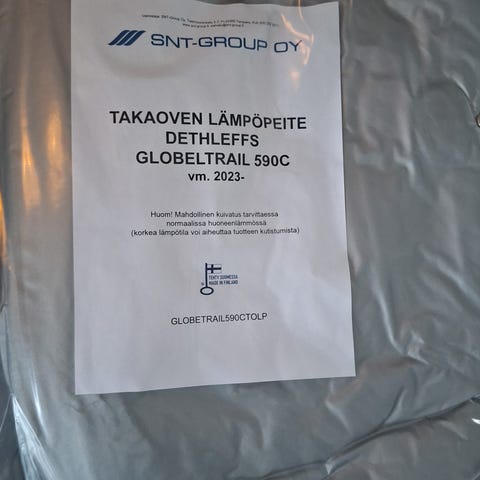 SNT-GROUP OY
TAKAOVEN LÄMPÖPEITE
DETHLEFFS
GLOBELTRAIL 590C
vm. 2023-
Huom! Mahdollinen kuivatus tarvittaessa
normaalissa huoneenlämmössä
(korkea lämpötila voi aiheuttaa tuotteen kutistumista)
TEHTY SUOMESSA
MADE IN FINLAND
GLOBETRAIL590CTOLP